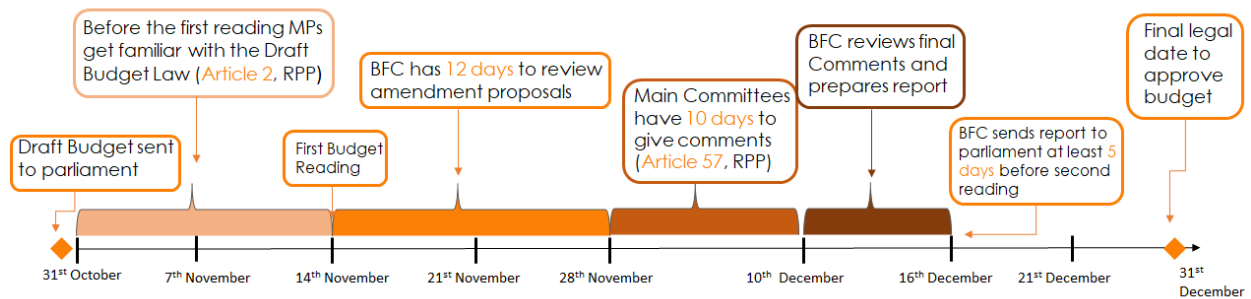 Before the first reading MPs
get familiar with the Draft
Budget Law (Article 2, RPP)
BFC has 12 days to review
amendment proposals
Main Committees
have 10 days to
give comments
(Article 57, RPP)
BFC reviews final
Comments and
prepares report
Final legal
date to
approve
budget
Draft Budget sent
to parliament
First Budget
Reading
BFC sends report to
parliament at least 5
days before second
reading
31st October
7th November
14th November
21st November
28th November
10th December
16th December
21st December
31st
December